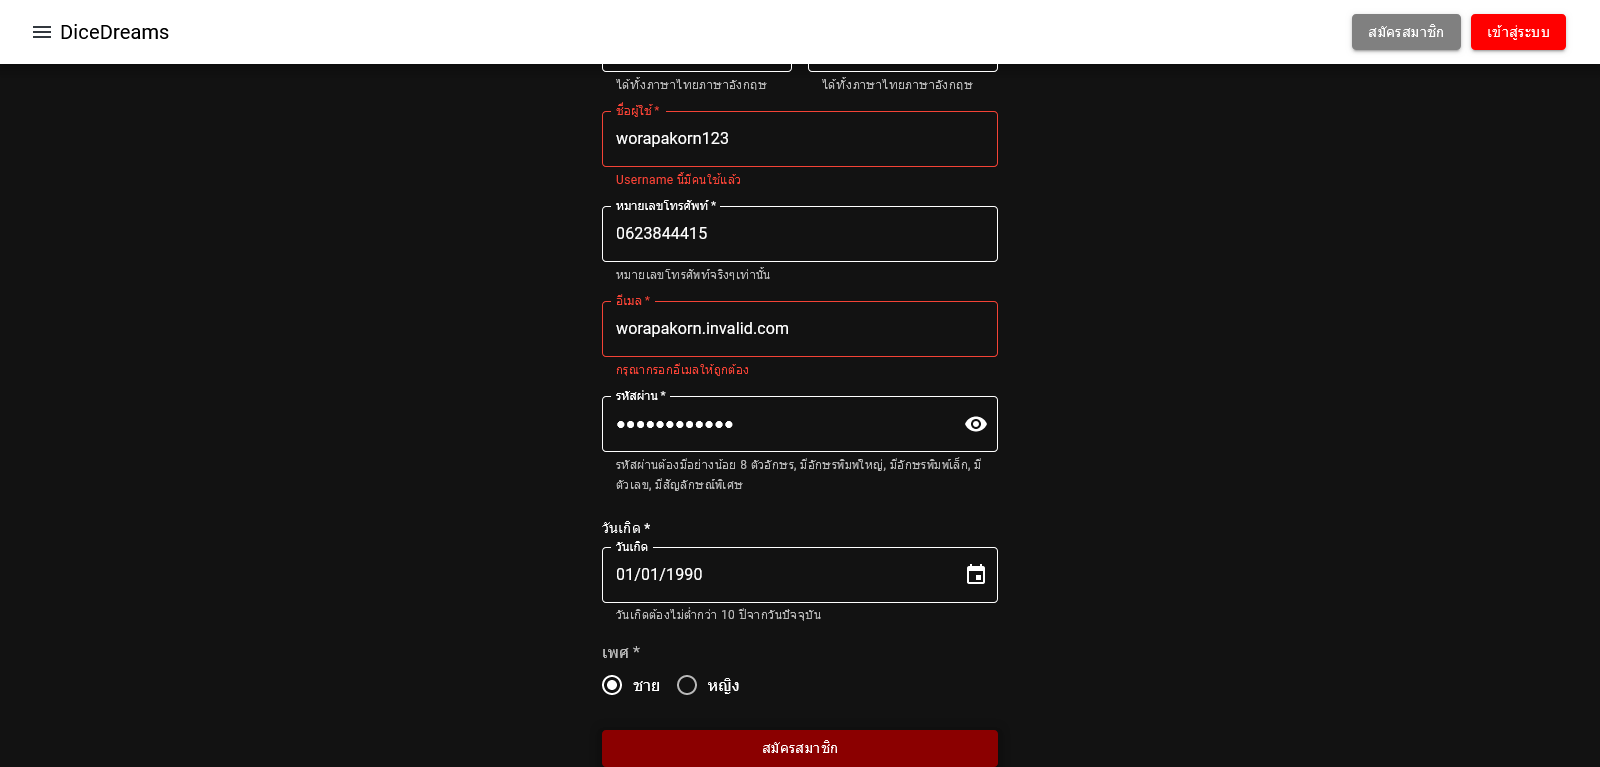 DiceDreams
สมัครสมาชิก
เข้าสู่ระบบ
ได้ทั้งภาษาไทยภาษาอังกฤษ
ได้ทั้งภาษาไทยภาษาอังกฤษ
ชื่อผู้ใช้ *
worapakorn123
Username นี้มีคนใช้แล้ว
หมายเลขโทรศัพท์ *
0623844415
หมายเลขโทรศัพท์จริงๆเท่านั้น
อีเมล *
worapakorn.invalid.com
กรุณากรอกอีเมลให้ถูกต้อง
รหัสผ่าน *
••••••••••••
รหัสผ่านต้องมีอย่างน้อย 8 ตัวอักษร, มีอักษรพิมพ์ใหญ่, มีอักษรพิมพ์เล็ก, มี
ตัวเลข, มีสัญลักษณ์พิเศษ
วันเกิด *
วันเกิด
01/01/1990
วันเกิดต้องไม่ต่ำกว่า 10 ปีจากวันปัจจุบัน
เพศ *
ชาย
หญิง
สมัครสมาชิก